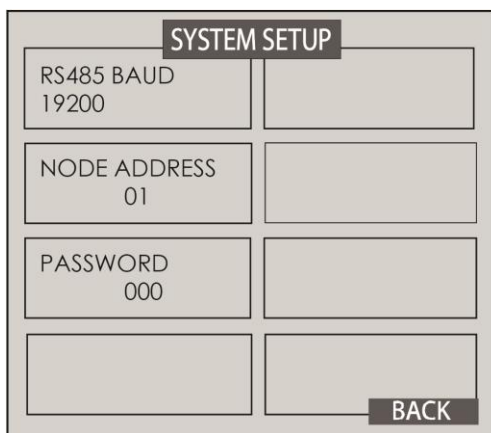 SYSTEM SETUP
RS485 BAUD
19200
NODE ADDRESS
01
PASSWORD
000
BACK